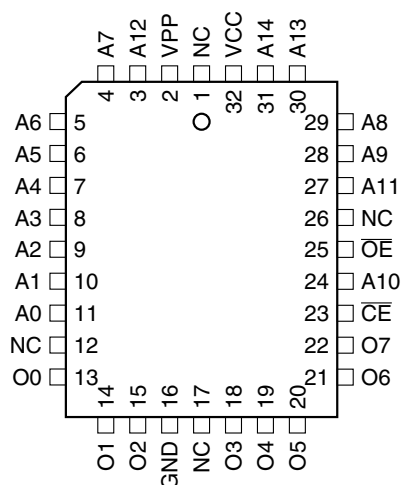 A7 A12 VPP NC VCC A14 A13
4 3 2 1 32 31 30
A6 5 29 A8
A5 6 28 A9
A4 7 27 A11
A3 8 26 NC
A2 9 25 OE
A1 10 24 A10
A0 11 23 CE
NC 12 22 O7
O0 13 21 O6
14 15 16 17 18 19 20
O1 O2 GND NC O3 O4 O5